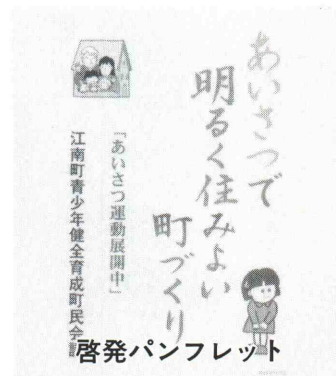 あいさつで
明るく住みよい
町づくり
「あいさつ運動展開中」
江南町青少年健全育成町民会議
啓発パンフレット